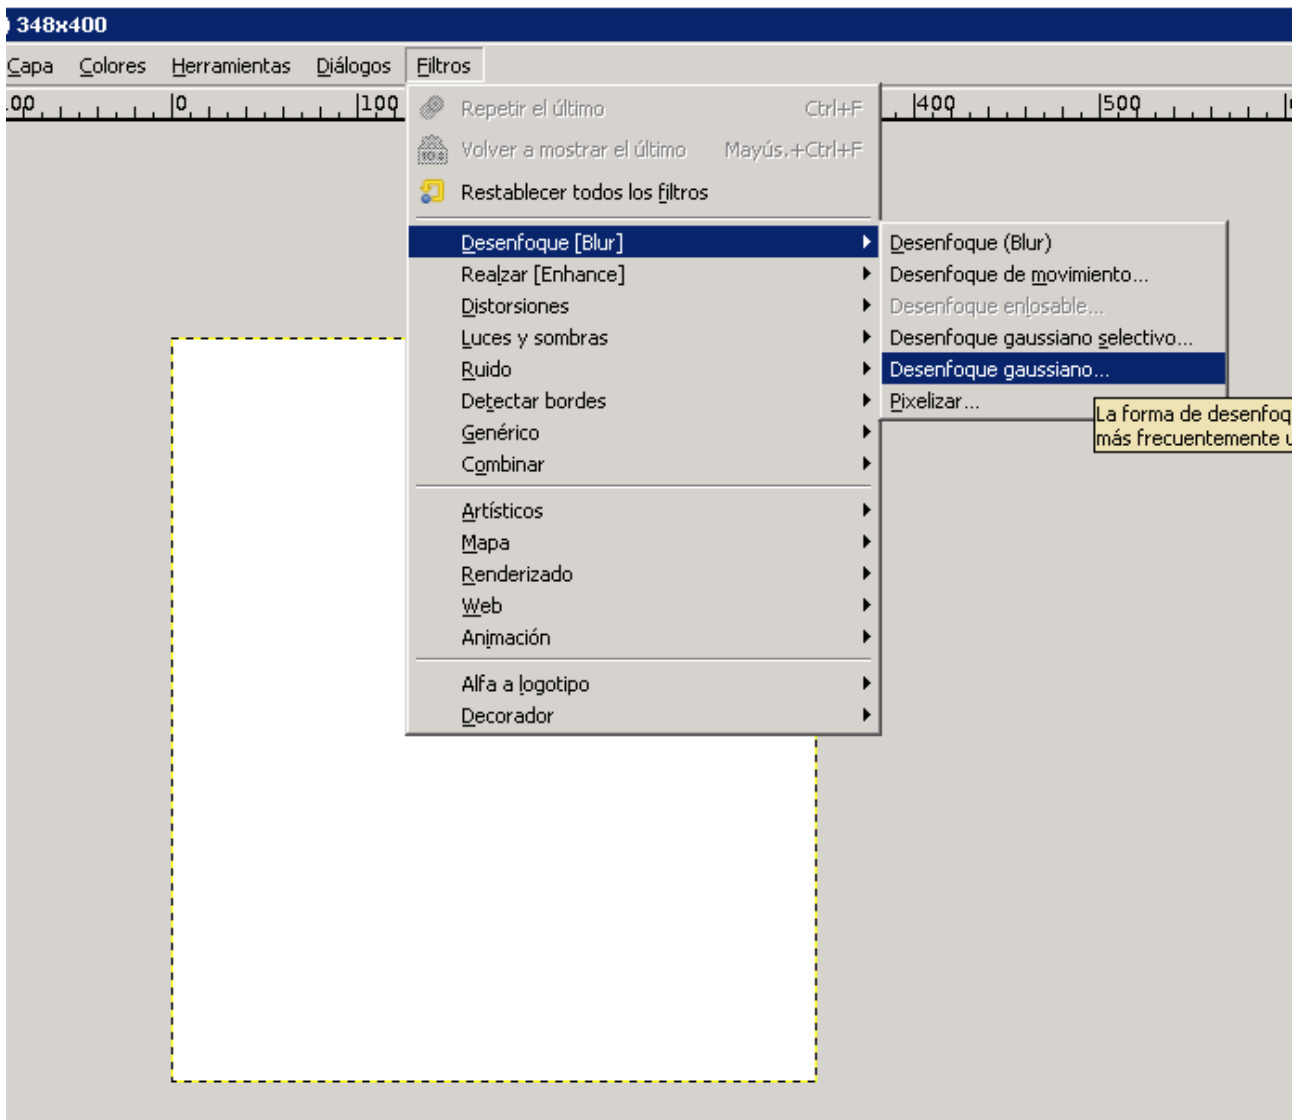 348x400
Capa Colores Herramientas Diálogos Filtros
0 100 400 500
Repetir el último Ctrl+F
Volver a mostrar el último Mayús.+Ctrl+F
Restablecer todos los filtros
Desenfoque [Blur]
Realzar [Enhance]
Distorsiones
Luces y sombras
Ruido
Detectar bordes
Genérico
Combinar
Artísticos
Mapa
Renderizado
Web
Animación
Alfa a logotipo
Decorador
Desenfoque (Blur)
Desenfoque de movimiento...
Desenfoque enlosable...
Desenfoque gaussiano selectivo...
Desenfoque gaussiano...
Pixelizar...
La forma de desenfoq
más frecuentemente